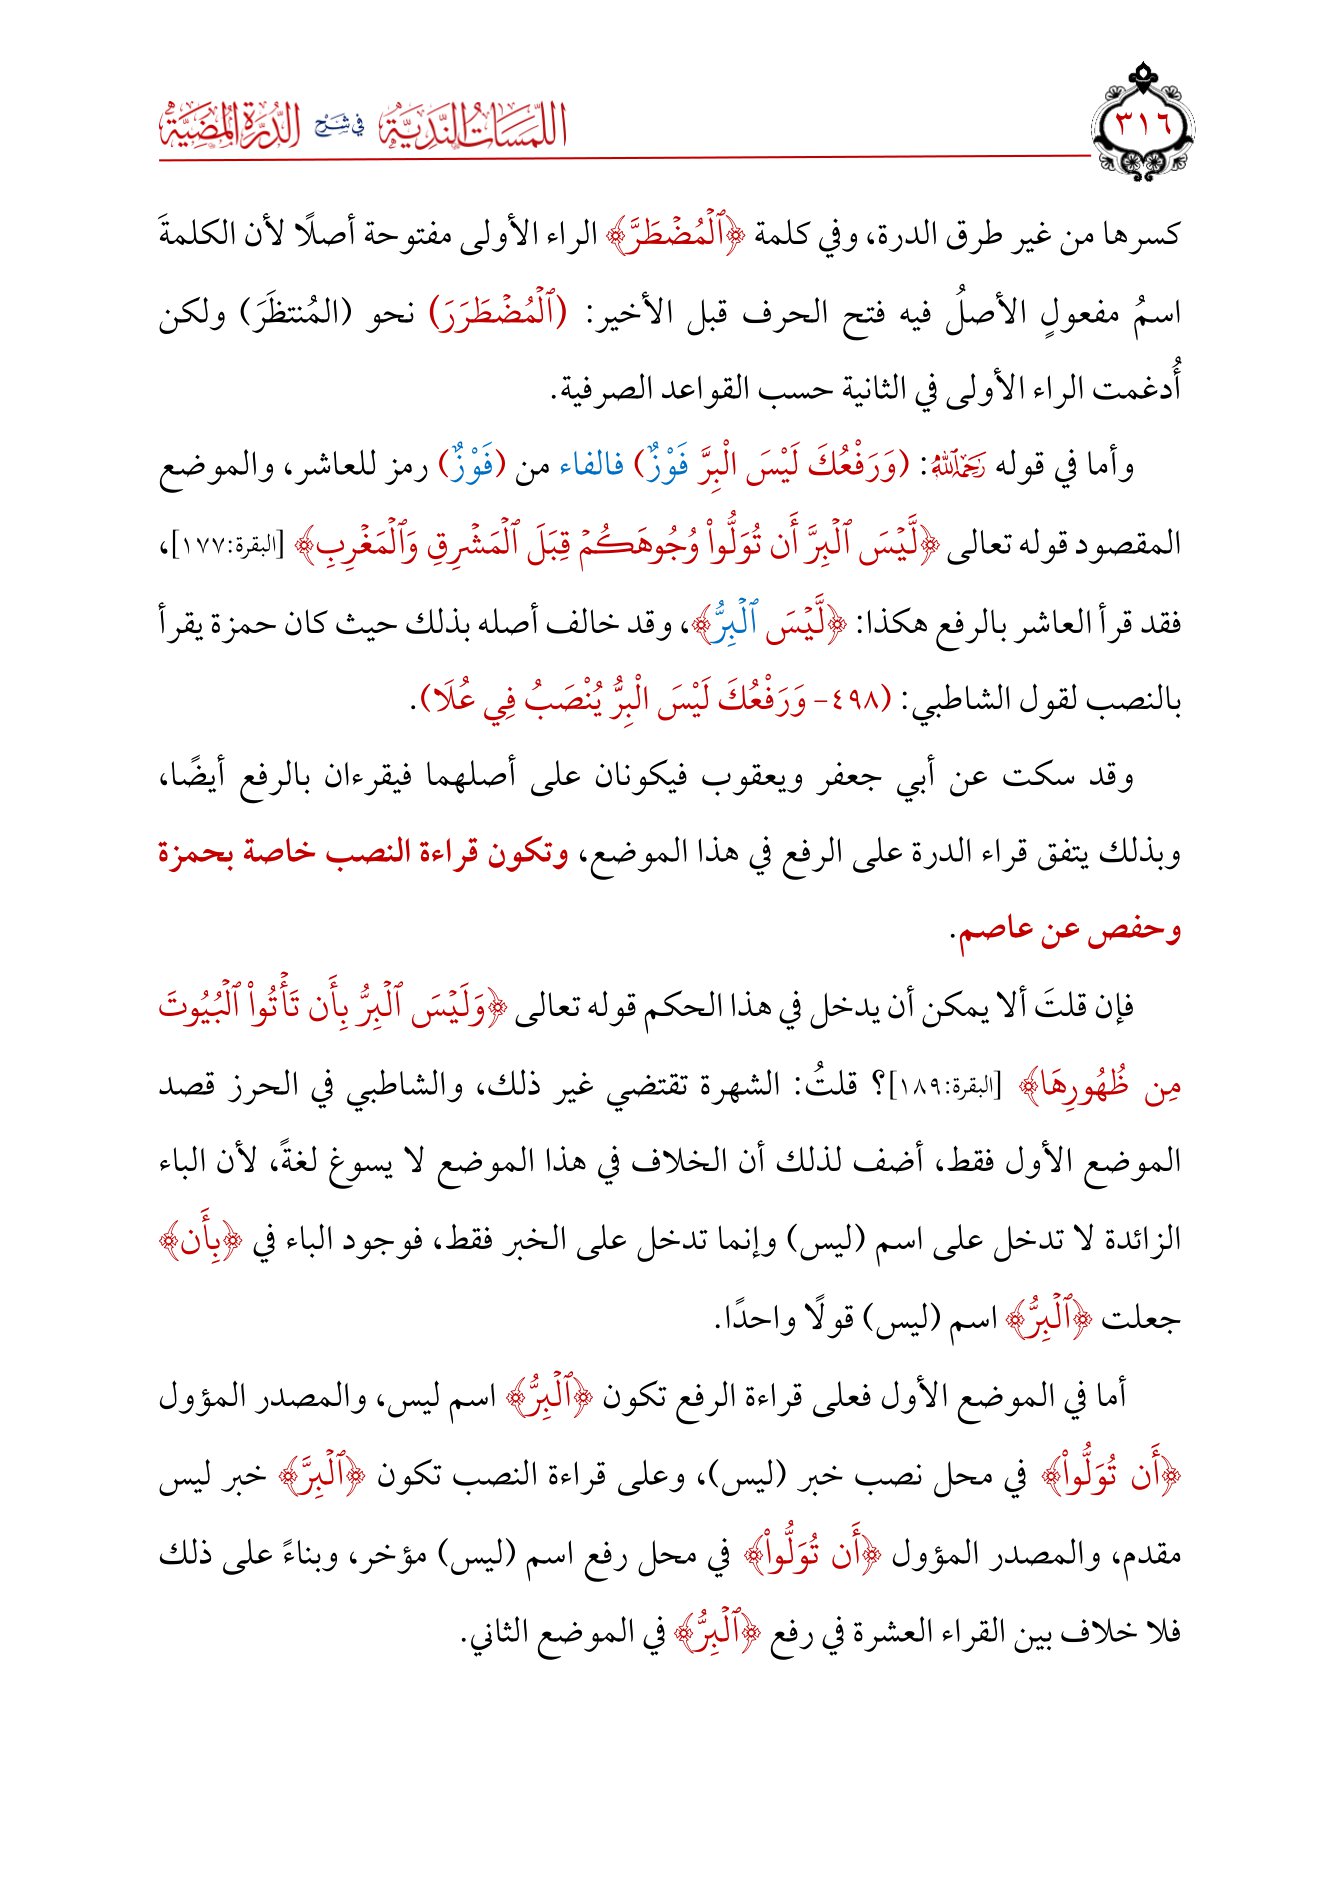 اللَّمَسَاتُ النَّدِيَّةُ فِي شَرْحِ الدُّرَّةِ الْمُضِيَّةِ
٣١٦
كسرها من غير طرق الدرة، وفي كلمة ﴿ٱلۡمُضۡطَرَّ﴾ الراء الأولى مفتوحة أصلًا لأن الكلمةَ
اسمُ مفعولٍ الأصلُ فيه فتح الحرف قبل الأخير: (ٱلۡمُضۡطَرَرَ) نحو (المُنتظَرَ) ولكن
أُدغمت الراء الأولى في الثانية حسب القواعد الصرفية.
وأما في قوله رَحِمَهُ اللَّهُ: (وَرَفْعُكَ لَيْسَ الْبِرَّ فَوْزٌ) فالفاء من (فَوْزٌ) رمز للعاشر، والموضع
المقصود قوله تعالى ﴿لَّيۡسَ ٱلۡبِرَّ أَن تُوَلُّواْ وُجُوهَكُمۡ قِبَلَ ٱلۡمَشۡرِقِ وَٱلۡمَغۡرِبِ﴾ [البقرة:١٧٧]،
فقد قرأ العاشر بالرفع هكذا: ﴿لَّيۡسَ ٱلۡبِرُّ﴾، وقد خالف أصله بذلك حيث كان حمزة يقرأ
بالنصب لقول الشاطبي: (٤٩٨- وَرَفْعُكَ لَيْسَ الْبِرُّ يُنْصَبُ فِي عُلَا).
وقد سكت عن أبي جعفر ويعقوب فيكونان على أصلهما فيقرءان بالرفع أيضًا،
وبذلك يتفق قراء الدرة على الرفع في هذا الموضع، وتكون قراءة النصب خاصة بحمزة
وحفص عن عاصم.
فإن قلتَ ألا يمكن أن يدخل في هذا الحكم قوله تعالى ﴿وَلَيۡسَ ٱلۡبِرُّ بِأَن تَأۡتُواْ ٱلۡبُيُوتَ
مِن ظُهُورِهَا﴾ [البقرة:١٨٩]؟ قلتُ: الشهرة تقتضي غير ذلك، والشاطبي في الحرز قصد
الموضع الأول فقط، أضف لذلك أن الخلاف في هذا الموضع لا يسوغ لغةً، لأن الباء
الزائدة لا تدخل على اسم (ليس) وإنما تدخل على الخبر فقط، فوجود الباء في ﴿بِأَن﴾
جعلت ﴿ٱلۡبِرُّ﴾ اسم (ليس) قولًا واحدًا.
أما في الموضع الأول فعلى قراءة الرفع تكون ﴿ٱلۡبِرُّ﴾ اسم ليس، والمصدر المؤول
﴿أَن تُوَلُّواْ﴾ في محل نصب خبر (ليس)، وعلى قراءة النصب تكون ﴿ٱلۡبِرَّ﴾ خبر ليس
مقدم، والمصدر المؤول ﴿أَن تُوَلُّواْ﴾ في محل رفع اسم (ليس) مؤخر، وبناءً على ذلك
فلا خلاف بين القراء العشرة في رفع ﴿ٱلۡبِرُّ﴾ في الموضع الثاني.